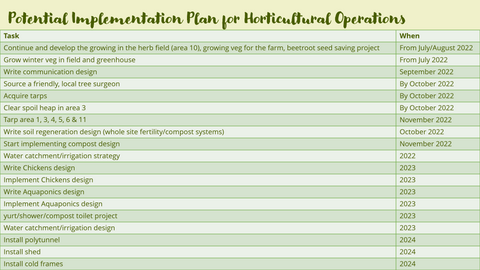 Potential Implementation Plan for Horticultural Operations
Task When
Continue and develop the growing in the herb field (area 10), growing veg for the farm, beetroot seed saving project From July/August 2022
Grow winter veg in field and greenhouse From July 2022
Write communication design September 2022
Source a friendly, local tree surgeon By October 2022
Acquire tarps By October 2022
Clear spoil heap in area 3 By October 2022
Tarp area 1, 3, 4, 5, 6 & 11 November 2022
Write soil regeneration design (whole site fertility/compost systems) October 2022
Start implementing compost design November 2022
Water catchment/irrigation strategy 2022
Write Chickens design 2023
Implement Chickens design 2023
Write Aquaponics design 2023
Implement Aquaponics design 2023
yurt/shower/compost toilet project 2023
Water catchment/irrigation design 2023
Install polytunnel 2024
Install shed 2024
Install cold frames 2024